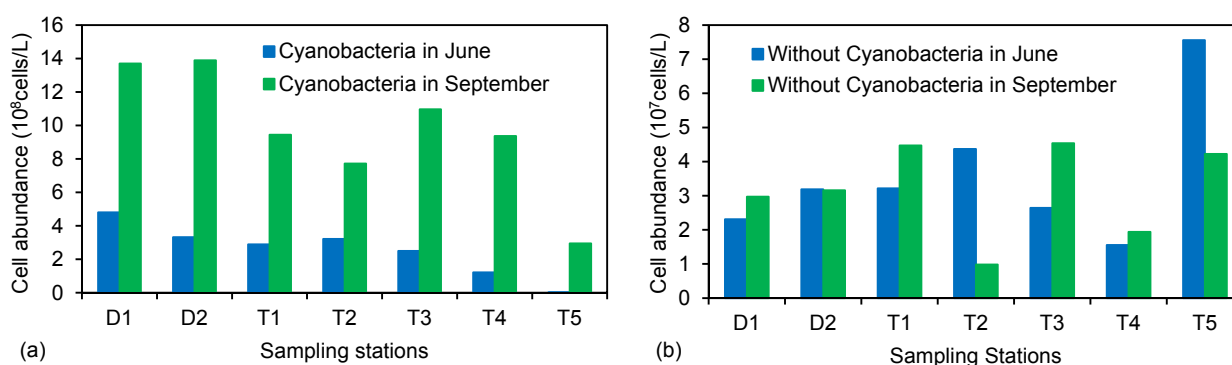 Cell abundance (10⁸cells/L)
16
14
12
10
8
6
4
2
0
Cyanobacteria in June
Cyanobacteria in September
D1 D2 T1 T2 T3 T4 T5
Sampling stations
(a)
Cell abundance (10⁷cells/L)
8
7
6
5
4
3
2
1
0
Without Cyanobacteria in June
Without Cyanobacteria in September
D1 D2 T1 T2 T3 T4 T5
Sampling Stations
(b)